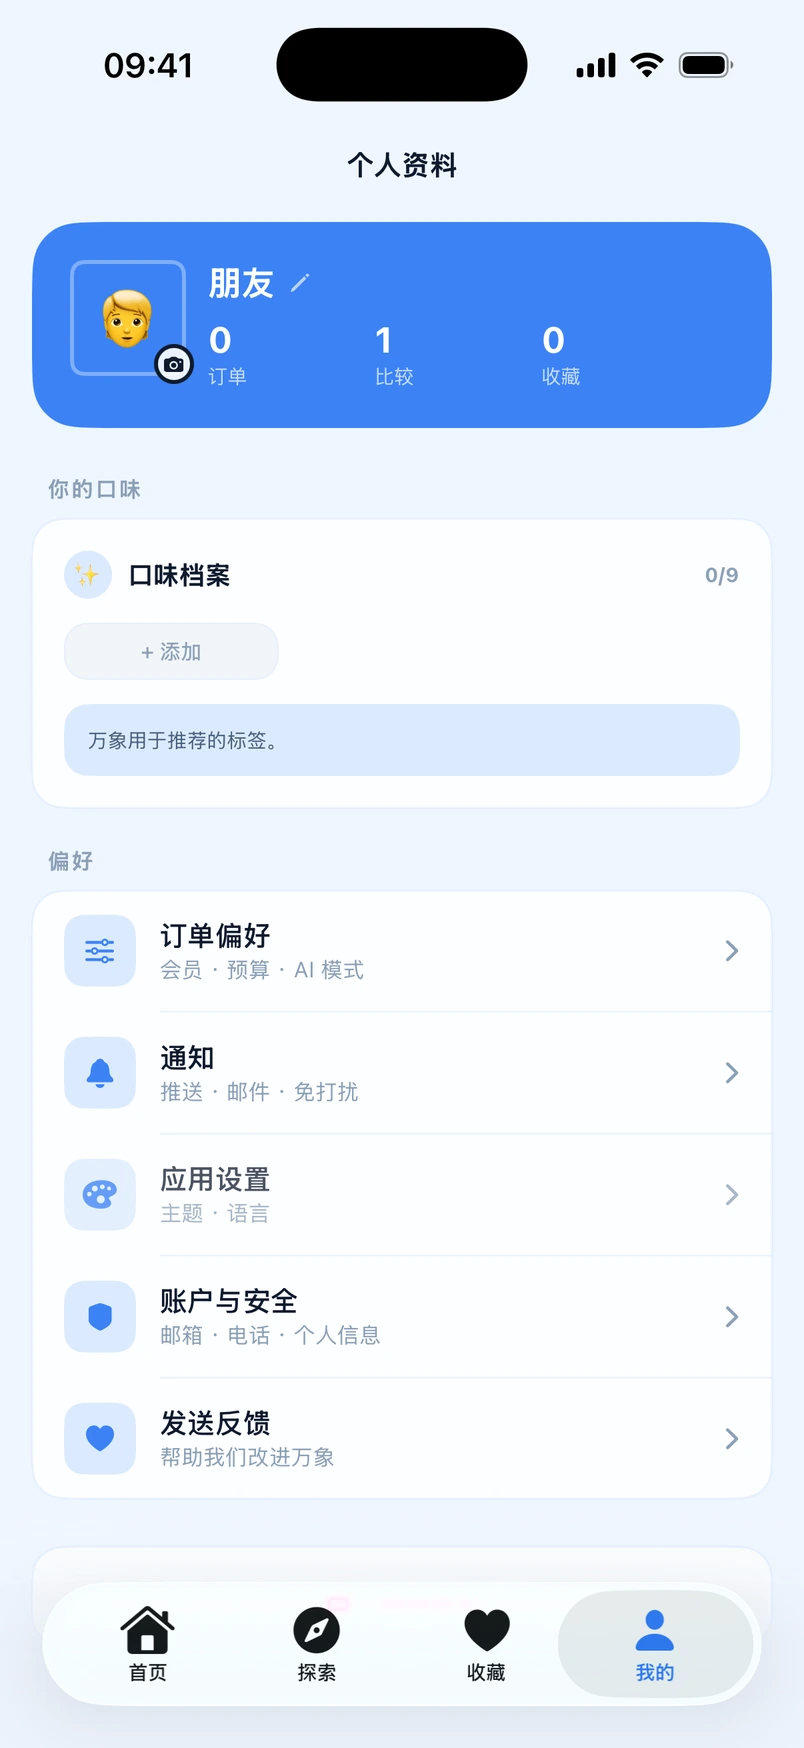 09:41
个人资料
朋友
0 1 0
订单 比较 收藏
你的口味
口味档案 0/9
+ 添加
万象用于推荐的标签。
偏好
订单偏好
会员 · 预算 · AI 模式
通知
推送 · 邮件 · 免打扰
应用设置
主题 · 语言
账户与安全
邮箱 · 电话 · 个人信息
发送反馈
帮助我们改进万象
首页 探索 收藏 我的